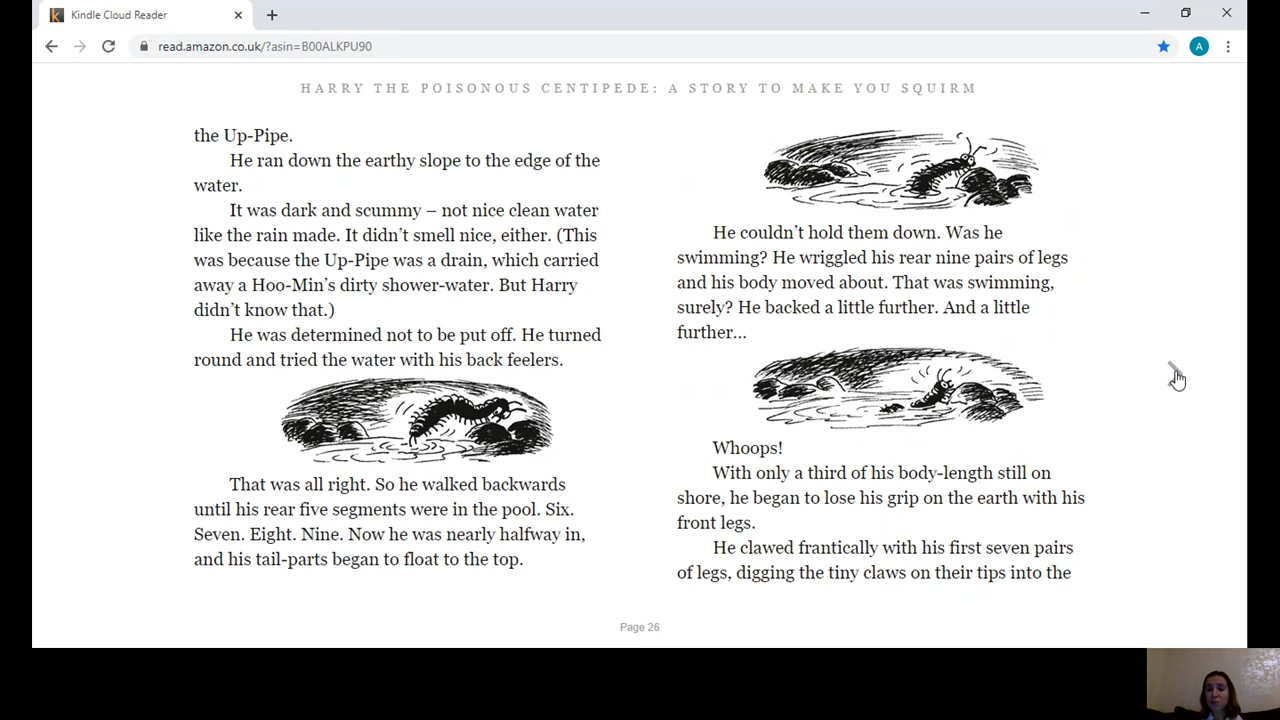 Kindle Cloud Reader
read.amazon.co.uk/?asin=B00ALKPU90
A
HARRY THE POISONOUS CENTIPEDE: A STORY TO MAKE YOU SQUIRM
the Up-Pipe.
He ran down the earthy slope to the edge of the
water.
It was dark and scummy – not nice clean water
like the rain made. It didn’t smell nice, either. (This
was because the Up-Pipe was a drain, which carried
away a Hoo-Min’s dirty shower-water. But Harry
didn’t know that.)
He was determined not to be put off. He turned
round and tried the water with his back feelers.
That was all right. So he walked backwards
until his rear five segments were in the pool. Six.
Seven. Eight. Nine. Now he was nearly halfway in,
and his tail-parts began to float to the top.
He couldn’t hold them down. Was he
swimming? He wriggled his rear nine pairs of legs
and his body moved about. That was swimming,
surely? He backed a little further. And a little
further…
Whoops!
With only a third of his body-length still on
shore, he began to lose his grip on the earth with his
front legs.
He clawed frantically with his first seven pairs
of legs, digging the tiny claws on their tips into the
Page 26